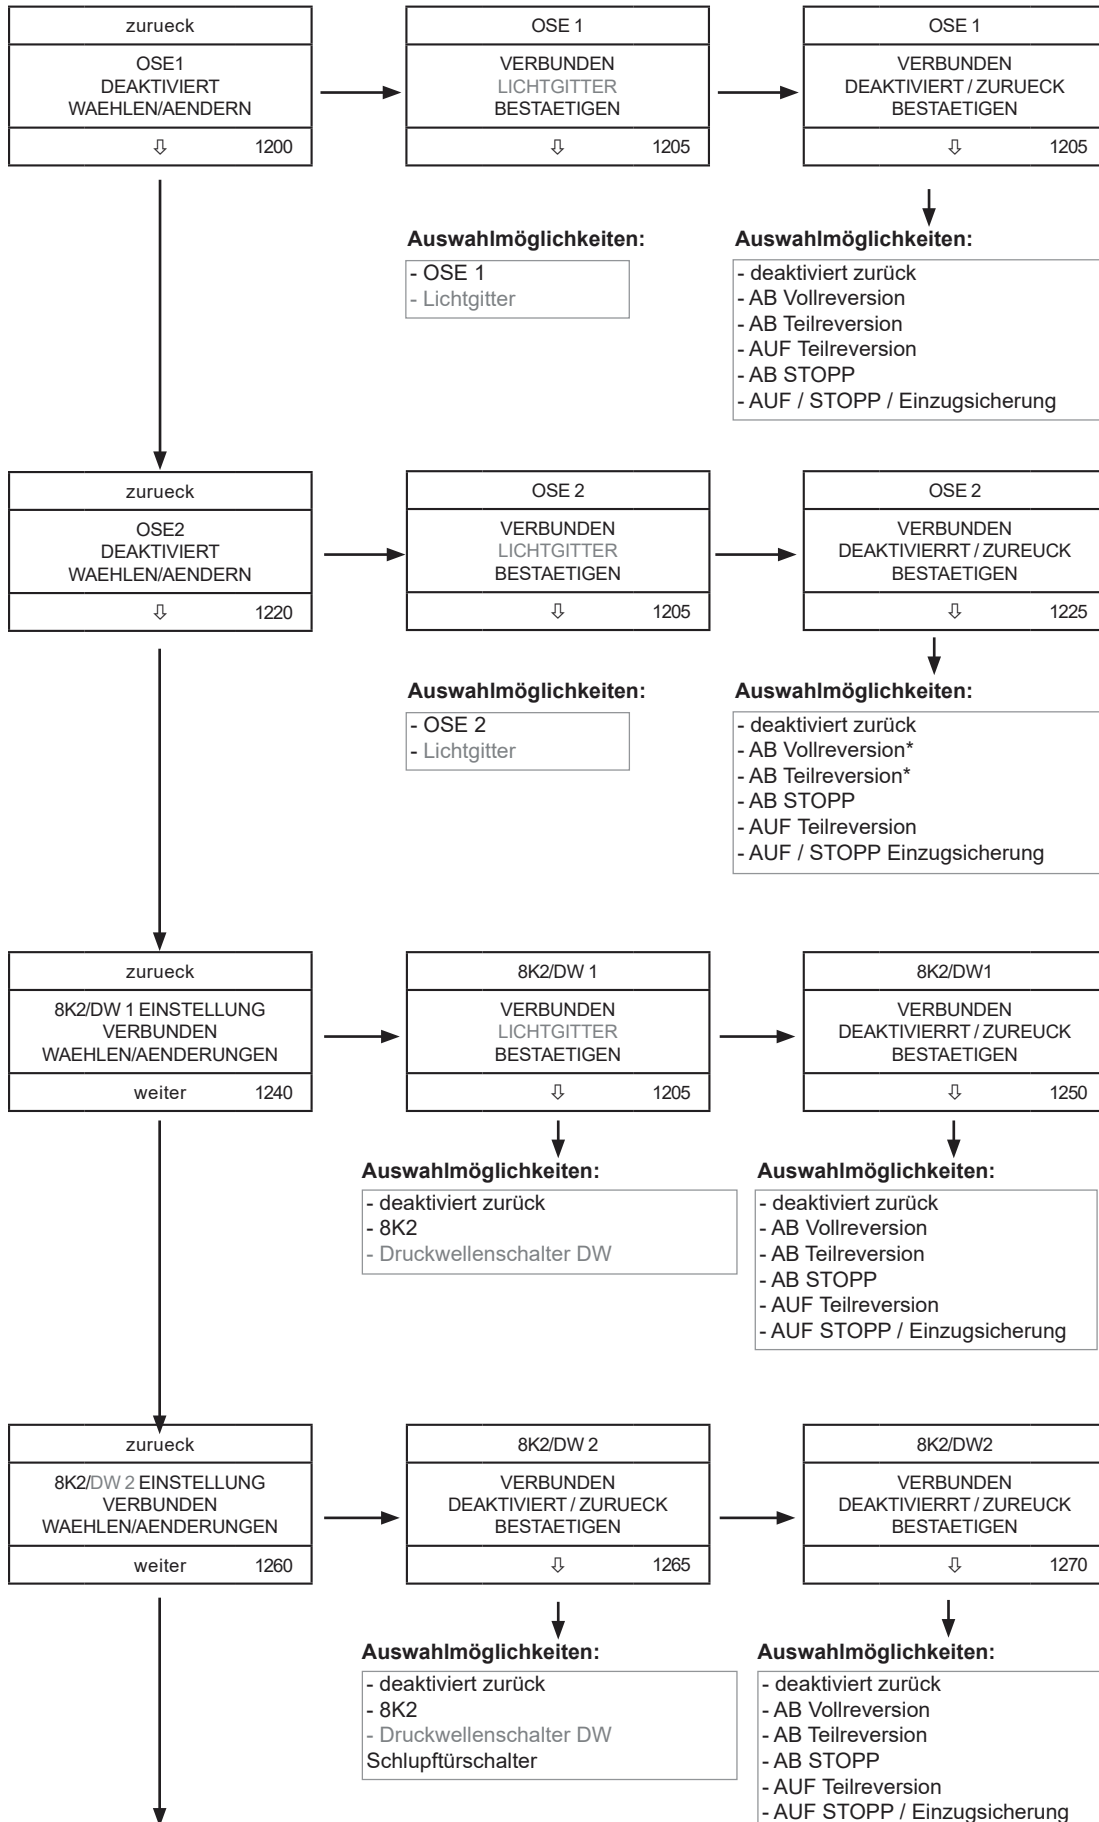 zurueck
OSE1
DEAKTIVIERT
WAEHLEN/AENDERN
⇩ 1200
OSE 1
VERBUNDEN
LICHTGITTER
BESTAETIGEN
⇩ 1205
OSE 1
VERBUNDEN
DEAKTIVIERT / ZURUECK
BESTAETIGEN
⇩ 1205
Auswahlmöglichkeiten:
- OSE 1
- Lichtgitter
Auswahlmöglichkeiten:
- deaktiviert zurück
- AB Vollreversion
- AB Teilreversion
- AUF Teilreversion
- AB STOPP
- AUF / STOPP / Einzugsicherung
zurueck
OSE2
DEAKTIVIERT
WAEHLEN/AENDERN
⇩ 1220
OSE 2
VERBUNDEN
LICHTGITTER
BESTAETIGEN
⇩ 1205
OSE 2
VERBUNDEN
DEAKTIVIERRT / ZUREUCK
BESTAETIGEN
⇩ 1225
Auswahlmöglichkeiten:
- OSE 2
- Lichtgitter
Auswahlmöglichkeiten:
- deaktiviert zurück
- AB Vollreversion*
- AB Teilreversion*
- AB STOPP
- AUF Teilreversion
- AUF / STOPP Einzugsicherung
zurueck
8K2/DW 1 EINSTELLUNG
VERBUNDEN
WAEHLEN/AENDERUNGEN
weiter 1240
8K2/DW 1
VERBUNDEN
LICHTGITTER
BESTAETIGEN
⇩ 1205
8K2/DW1
VERBUNDEN
DEAKTIVIERRT / ZUREUCK
BESTAETIGEN
⇩ 1250
Auswahlmöglichkeiten:
- deaktiviert zurück
- 8K2
- Druckwellenschalter DW
Auswahlmöglichkeiten:
- deaktiviert zurück
- AB Vollreversion
- AB Teilreversion
- AB STOPP
- AUF Teilreversion
- AUF STOPP / Einzugsicherung
zurueck
8K2/DW 2 EINSTELLUNG
VERBUNDEN
WAEHLEN/AENDERUNGEN
weiter 1260
8K2/DW 2
VERBUNDEN
DEAKTIVIERT / ZURUECK
BESTAETIGEN
⇩ 1265
8K2/DW2
VERBUNDEN
DEAKTIVIERRT / ZUREUCK
BESTAETIGEN
⇩ 1270
Auswahlmöglichkeiten:
- deaktiviert zurück
- 8K2
- Druckwellenschalter DW
Schlupftürschalter
Auswahlmöglichkeiten:
- deaktiviert zurück
- AB Vollreversion
- AB Teilreversion
- AB STOPP
- AUF Teilreversion
- AUF STOPP / Einzugsicherung